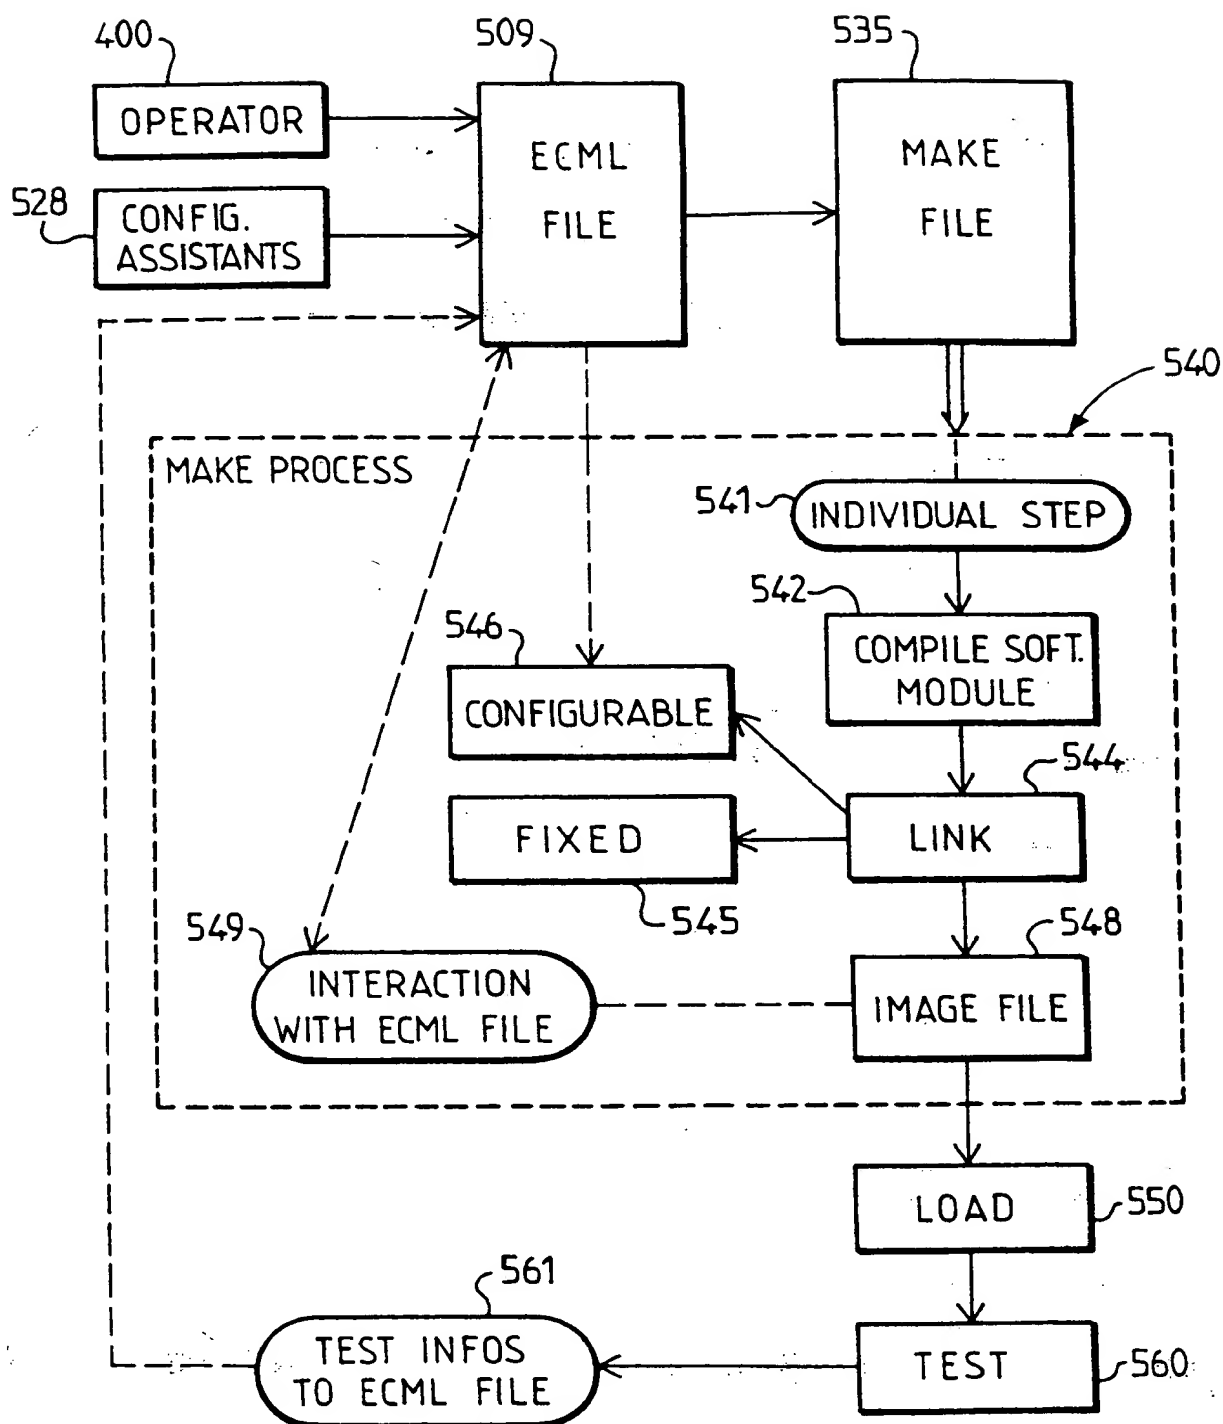 400
509
535
OPERATOR
ECML
FILE
MAKE
FILE
528
CONFIG.
ASSISTANTS
540
MAKE PROCESS
541
INDIVIDUAL STEP
542
COMPILE SOFT.
MODULE
546
CONFIGURABLE
544
FIXED
LINK
545
549
548
INTERACTION
WITH ECML FILE
IMAGE FILE
LOAD
550
561
TEST INFOS
TO ECML FILE
TEST
560